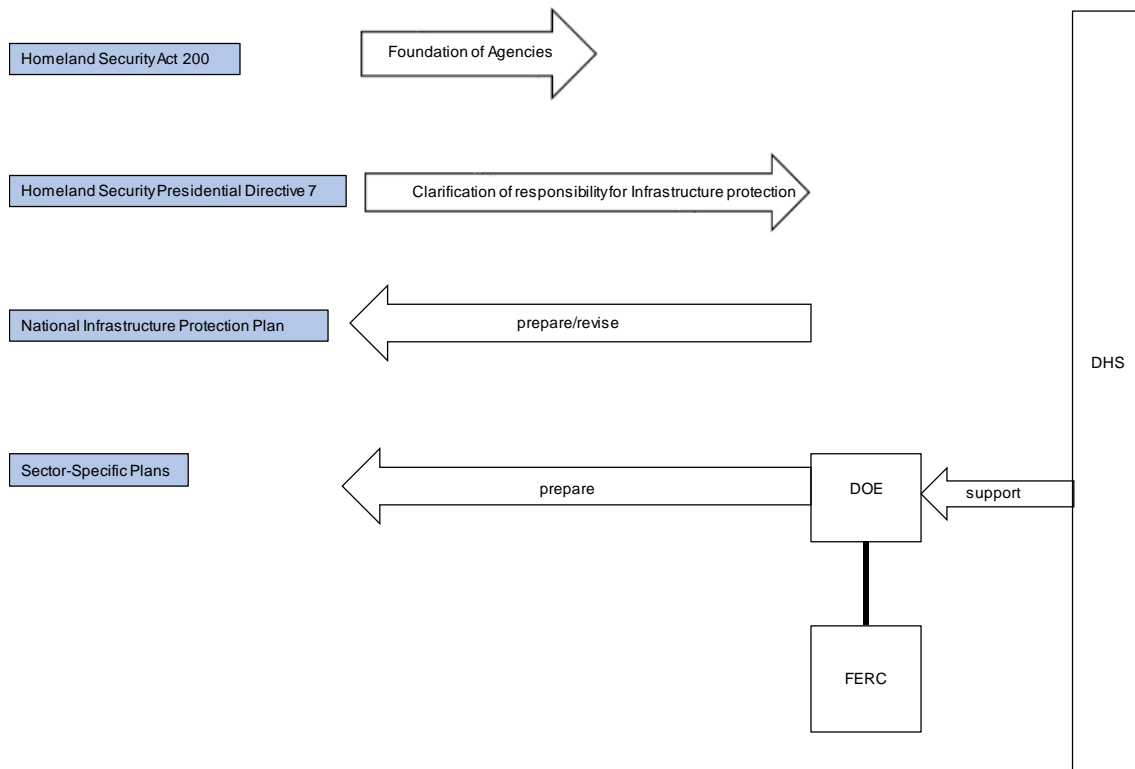 Homeland Security Act 200
Foundation of Agencies
Homeland Security Presidential Directive 7
Clarification of responsibility for Infrastructure protection
National Infrastructure Protection Plan
prepare/revise
DHS
Sector-Specific Plans
prepare
DOE
support
FERC